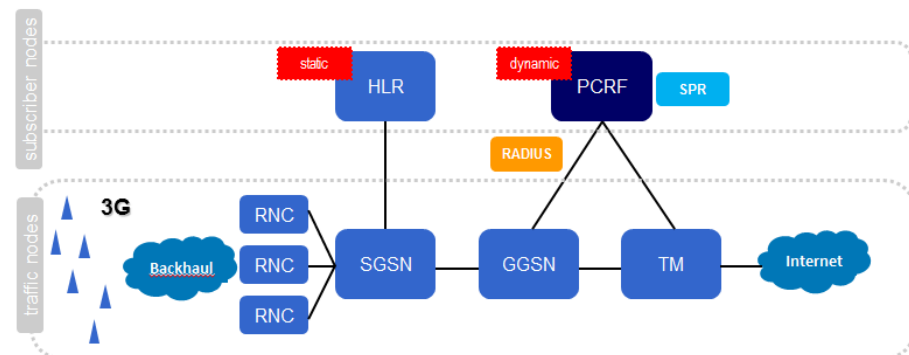 subscriber nodes
static
HLR
dynamic
PCRF
SPR
RADIUS
traffic nodes
3G
Backhaul
RNC
RNC
RNC
SGSN
GGSN
TM
Internet